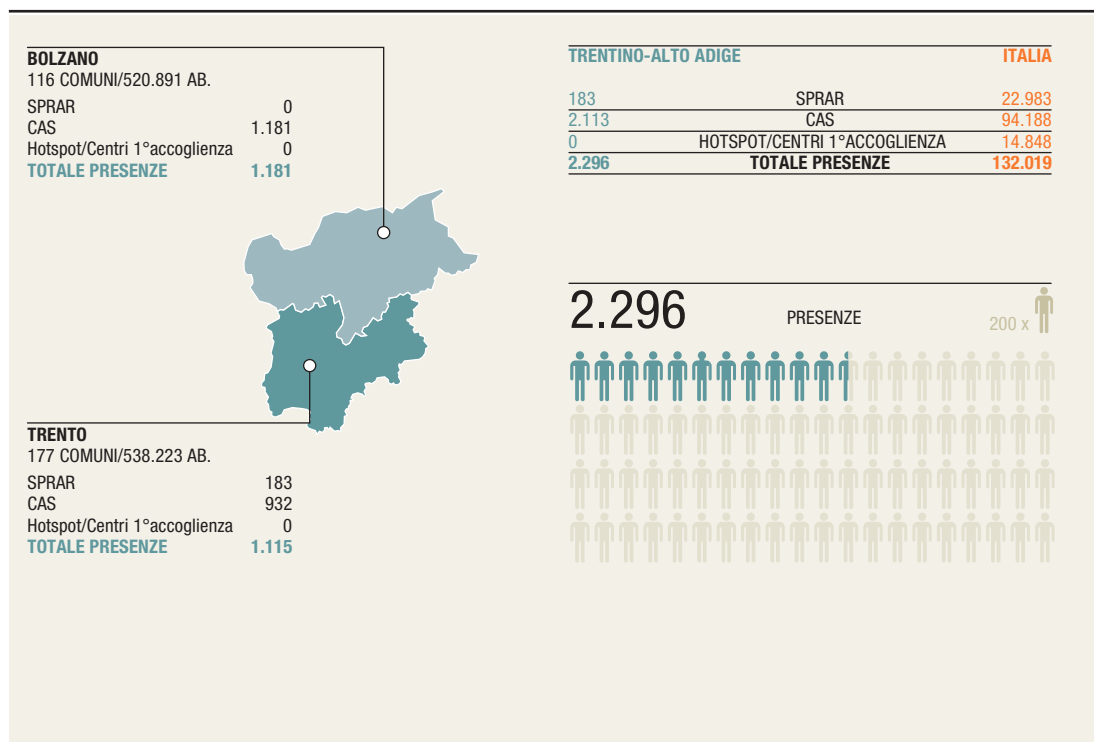 BOLZANO
116 COMUNI/520.891 AB.
SPRAR 0
CAS 1.181
Hotspot/Centri 1°accoglienza 0
TOTALE PRESENZE 1.181
TRENTO
177 COMUNI/538.223 AB.
SPRAR 183
CAS 932
Hotspot/Centri 1°accoglienza 0
TOTALE PRESENZE 1.115
TRENTINO-ALTO ADIGE ITALIA
183 SPRAR 22.983
2.113 CAS 94.188
0 HOTSPOT/CENTRI 1°ACCOGLIENZA 14.848
2.296 TOTALE PRESENZE 132.019
2.296 PRESENZE 200 x